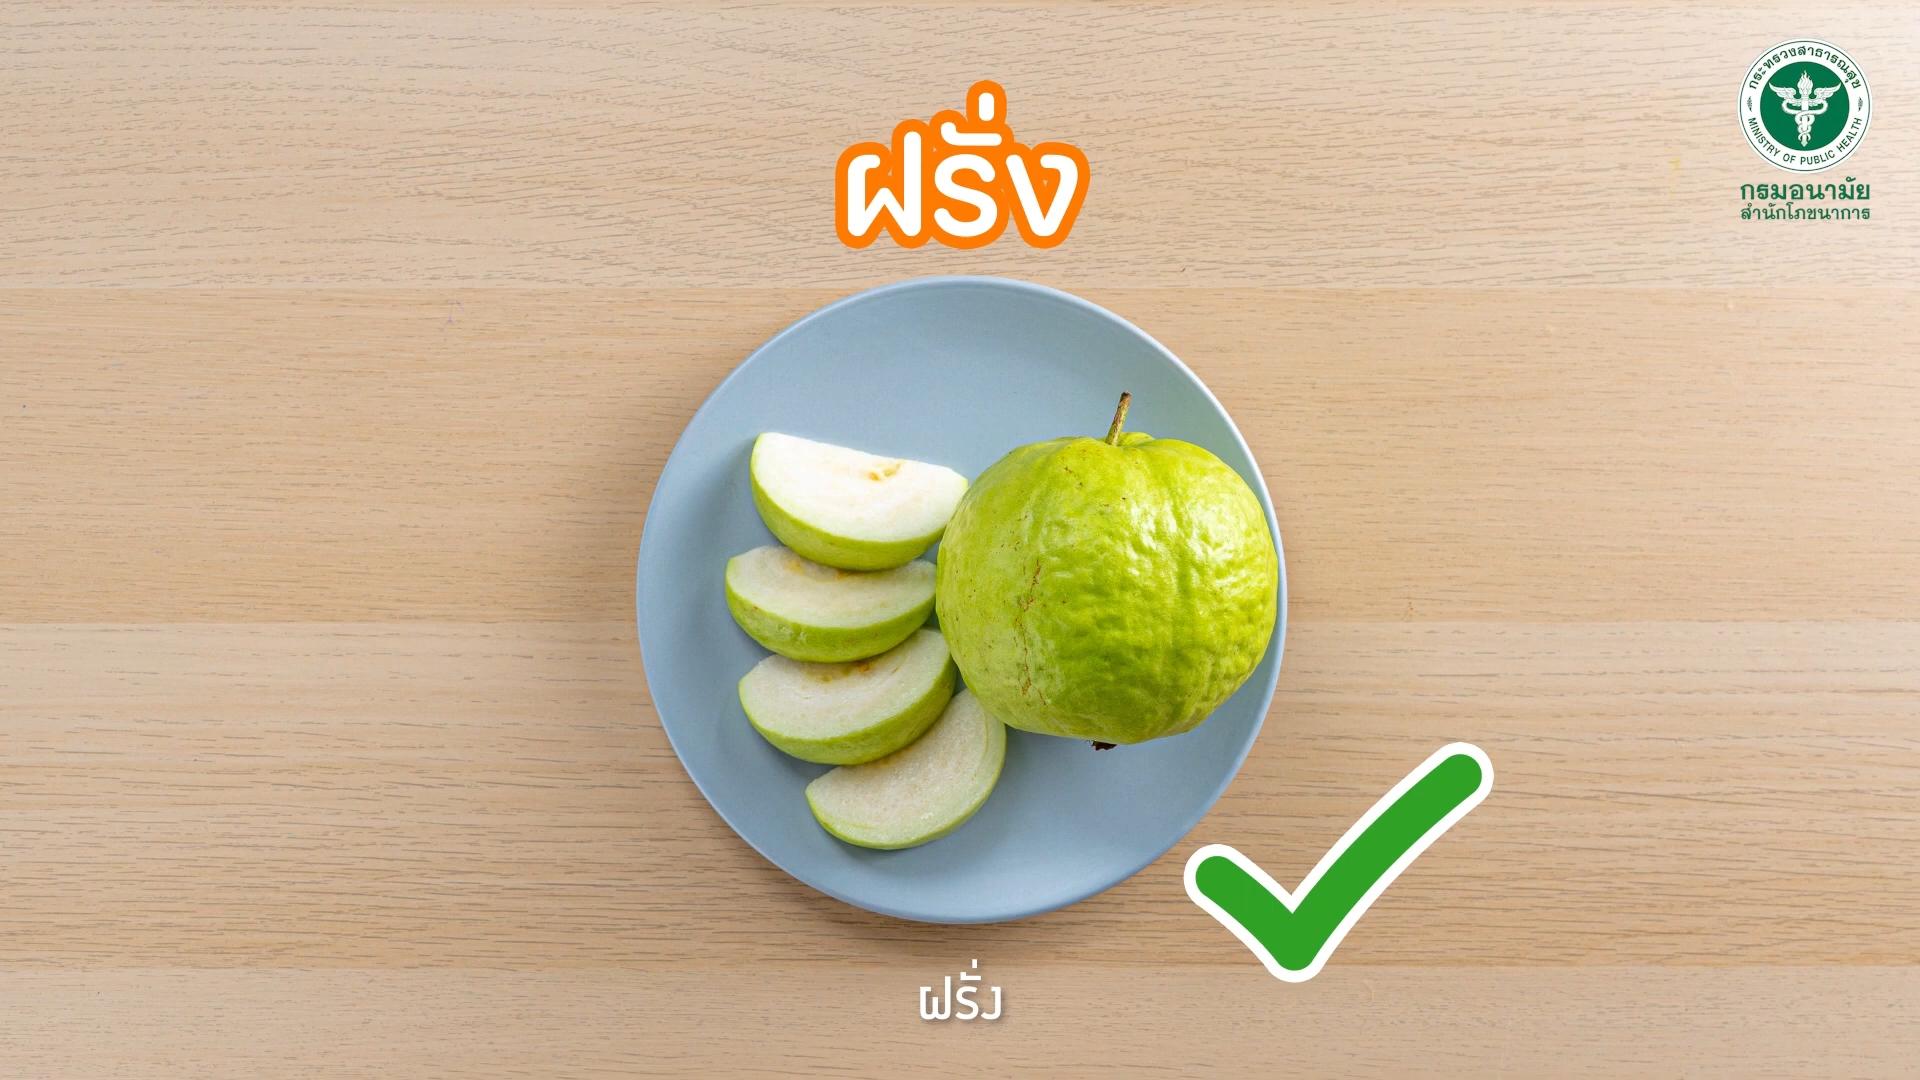 ฝรั่ง
กระทรวงสาธารณสุข
MINISTRY OF PUBLIC HEALTH
กรมอนามัย
สำนักโภชนาการ
ฝรั่ง